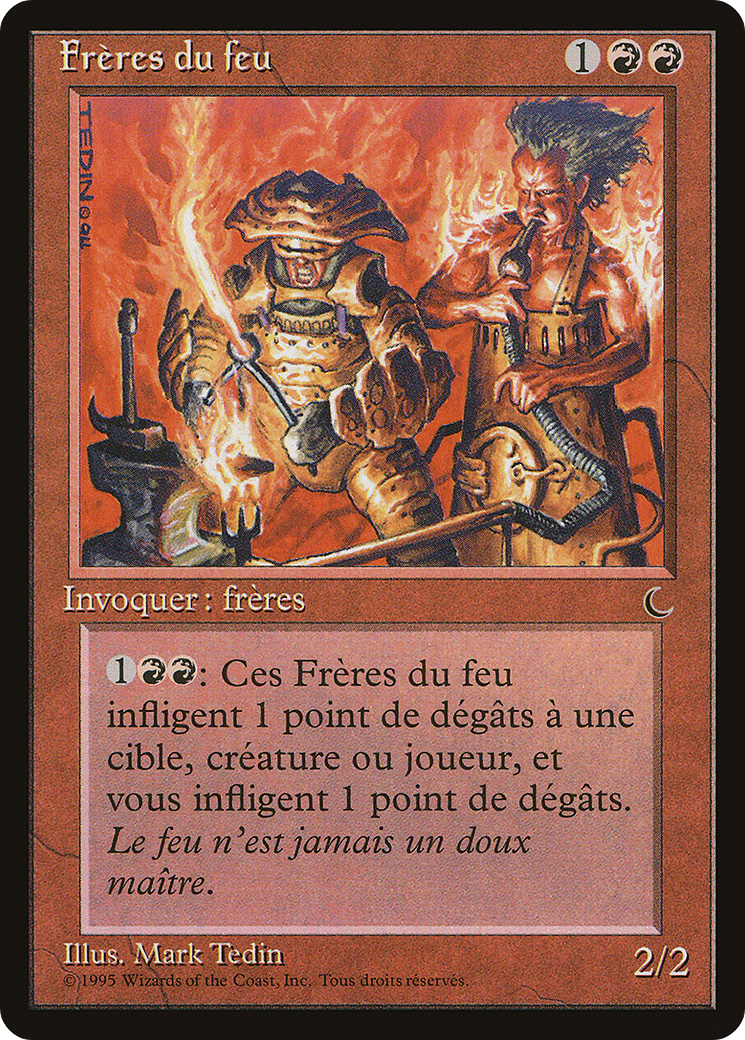 Frères du feu
1
TEDIN © 94
Invoquer : frères
1: Ces Frères du feu
infligent 1 point de dégâts à une
cible, créature ou joueur, et
vous infligent 1 point de dégâts.
Le feu n'est jamais un doux
maître.
Illus. Mark Tedin
2/2
© 1995 Wizards of the Coast, Inc. Tous droits réservés.